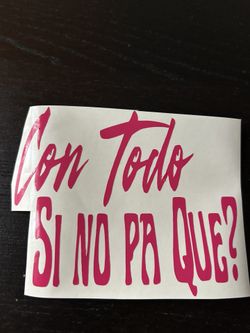 Con Todo
Si no pa Que?